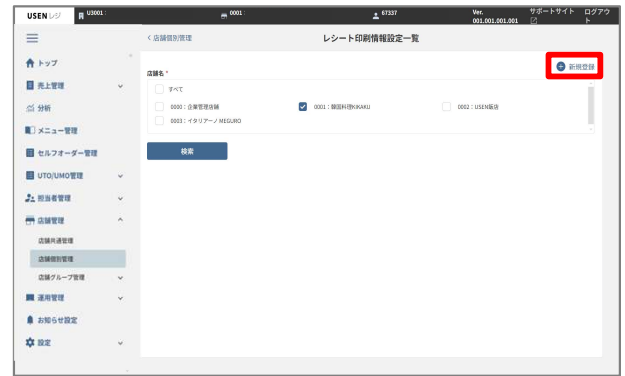 USEN レジ U3001: 0001: 67337 Ver. 001.001.001.001 サポートサイト ログアウト
< 店舗個別管理 レシート印刷情報設定一覧
トップ
売上管理
分析
メニュー管理
セルフオーダー管理
UTO/UMO管理
担当者管理
店舗管理
店舗共通管理
店舗個別管理
店舗グループ管理
運用管理
お知らせ設定
設定
新規登録
店舗名 *
すべて
0000：企業管理店舗 0001：韓国料理KIKAKU 0002：USEN飯店
0003：イタリアーノ MEGURO
検索